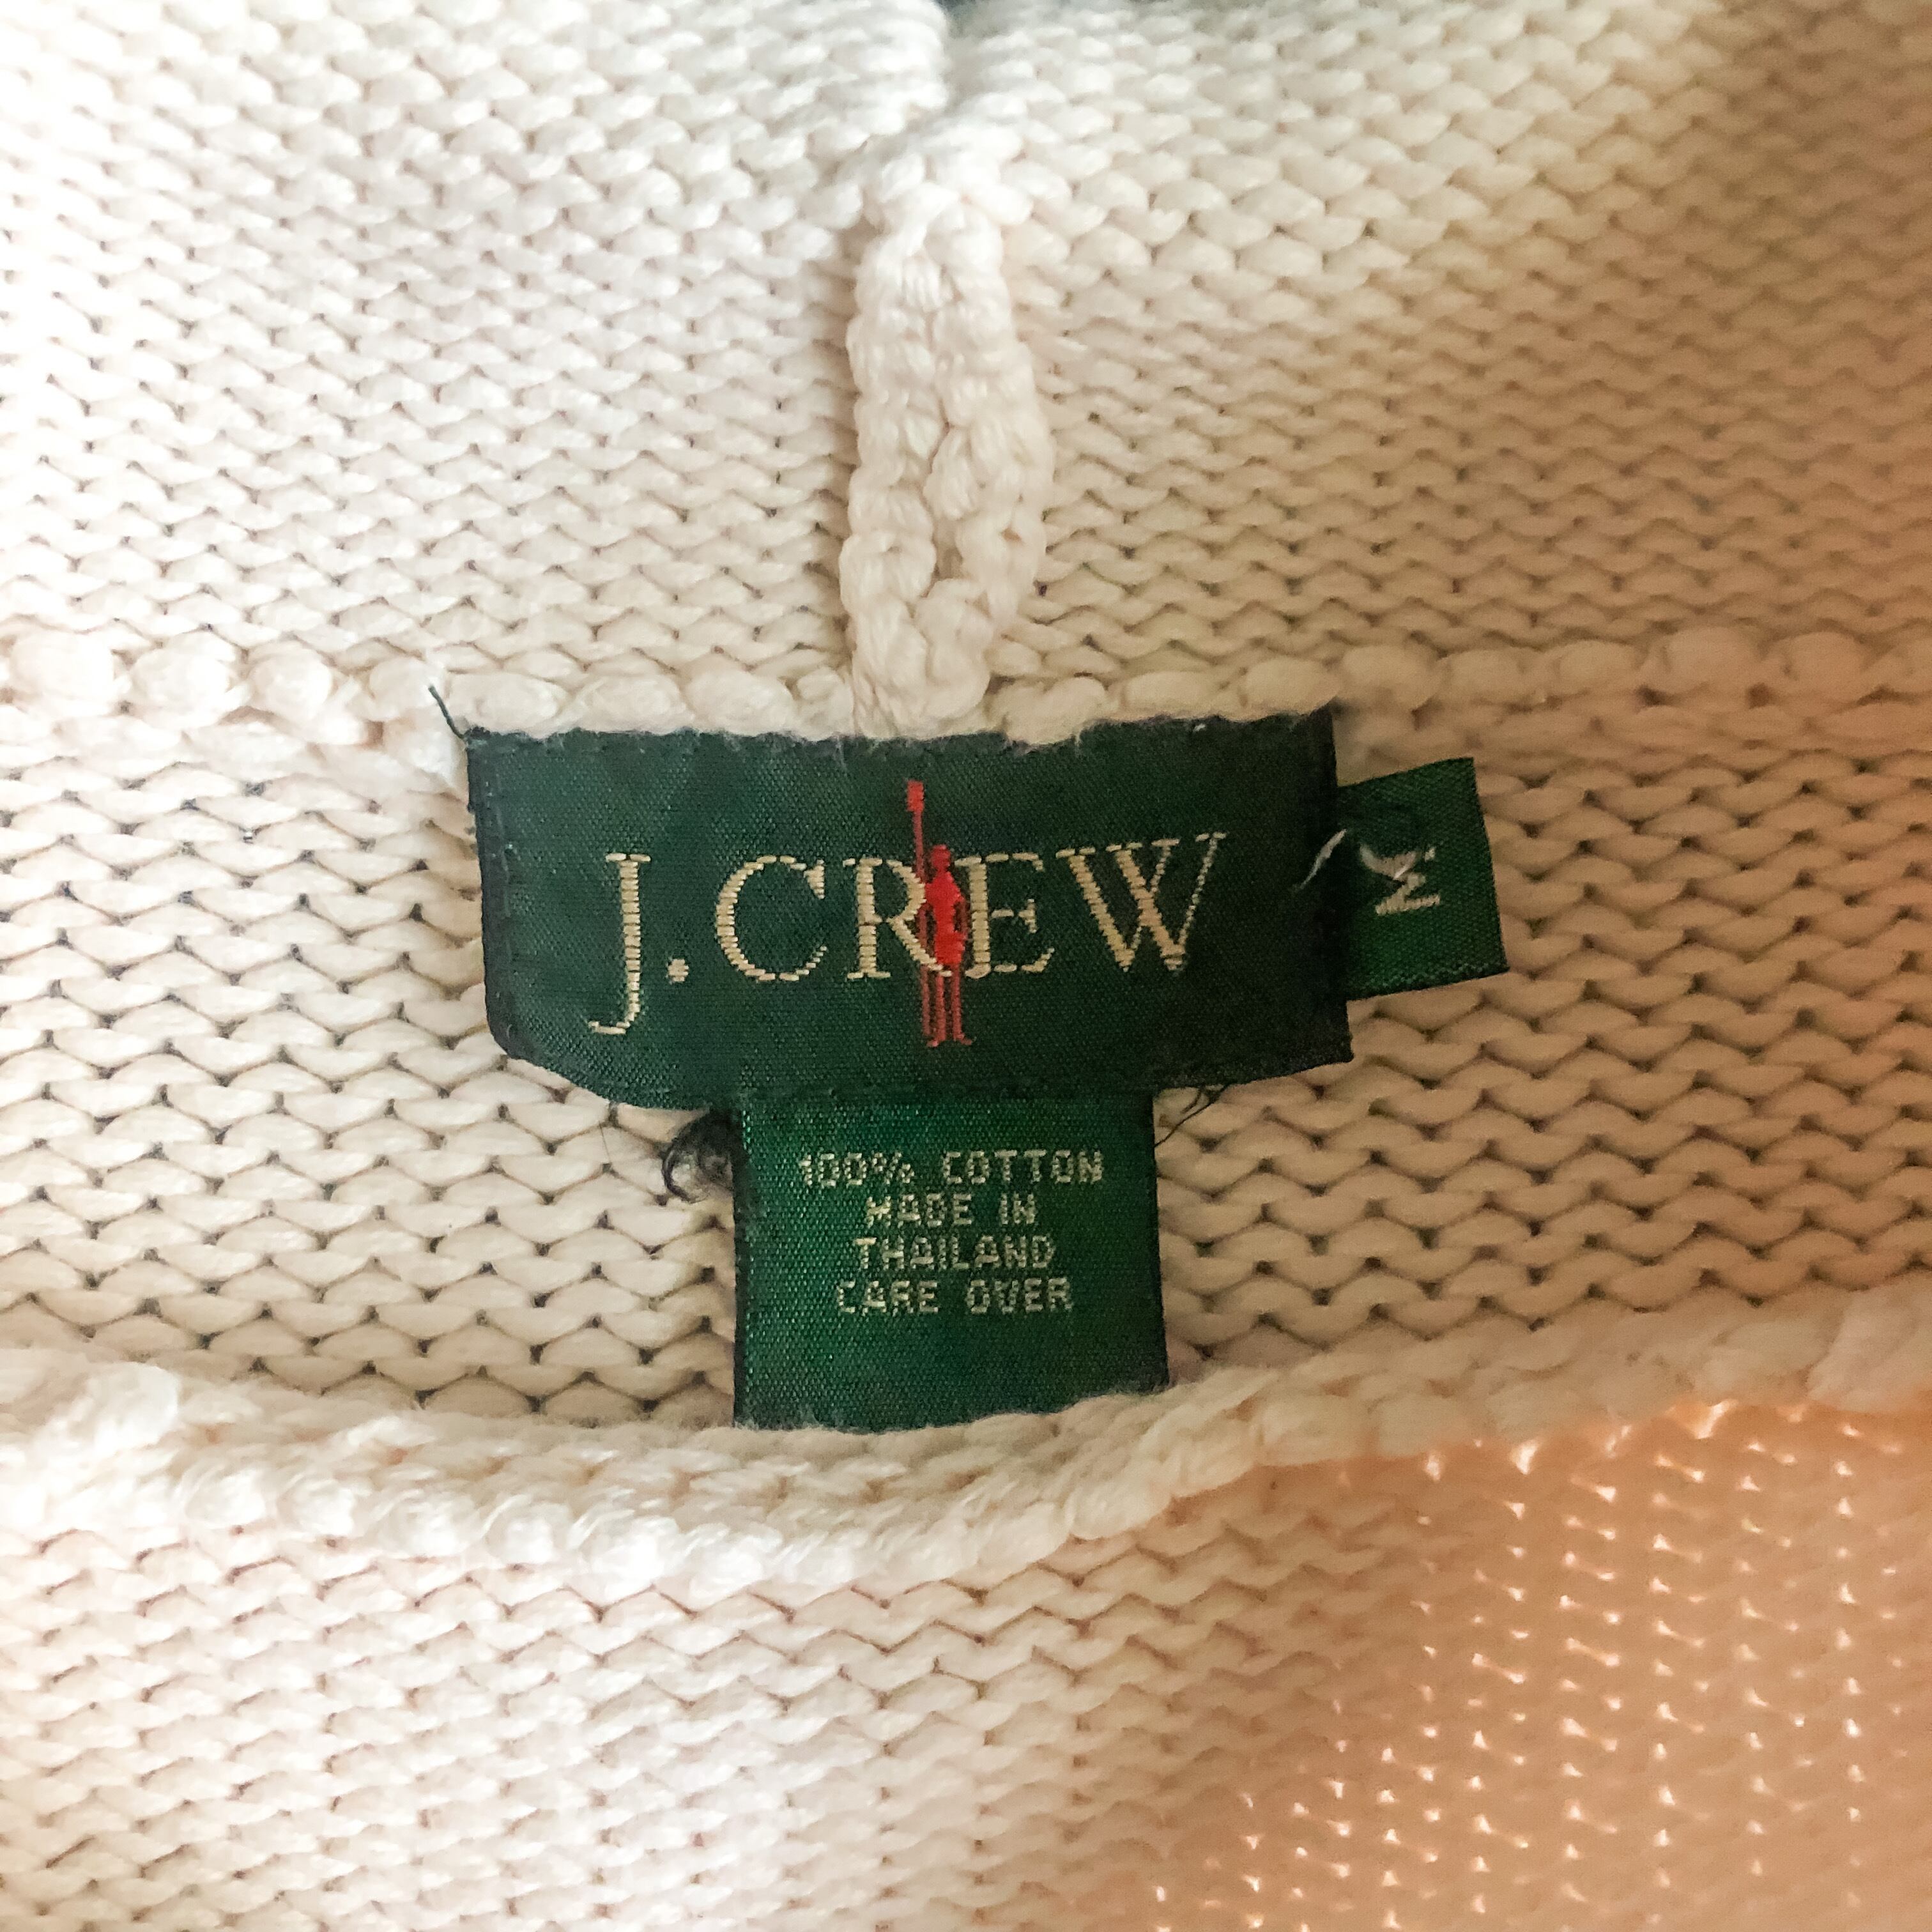 J.CREW
M
100% COTTON
MADE IN
THAILAND
CARE OVER